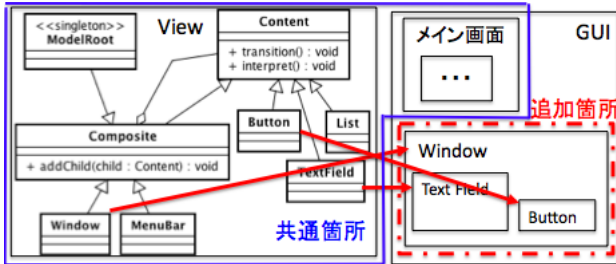 <<singleton>>
ModelRoot
View
Content
+ transition() : void
+ interpret() : void
Button
List
Composite
+ addChild(child : Content) : void
TextField
Window
MenuBar
共通箇所
メイン画面
...
GUI
追加箇所
Window
Text Field
Button